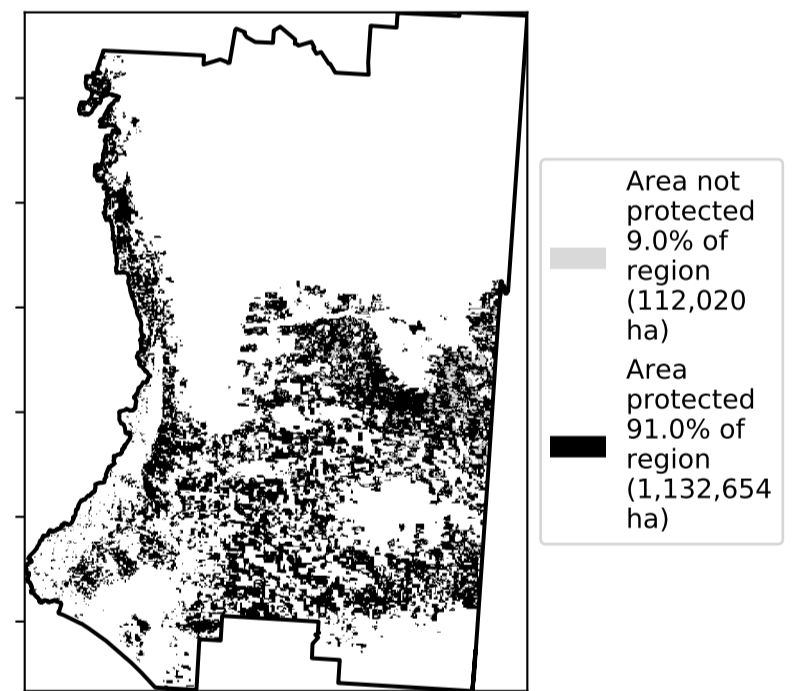 Area not
protected
9.0% of
region
(112,020
ha)
Area
protected
91.0% of
region
(1,132,654
ha)